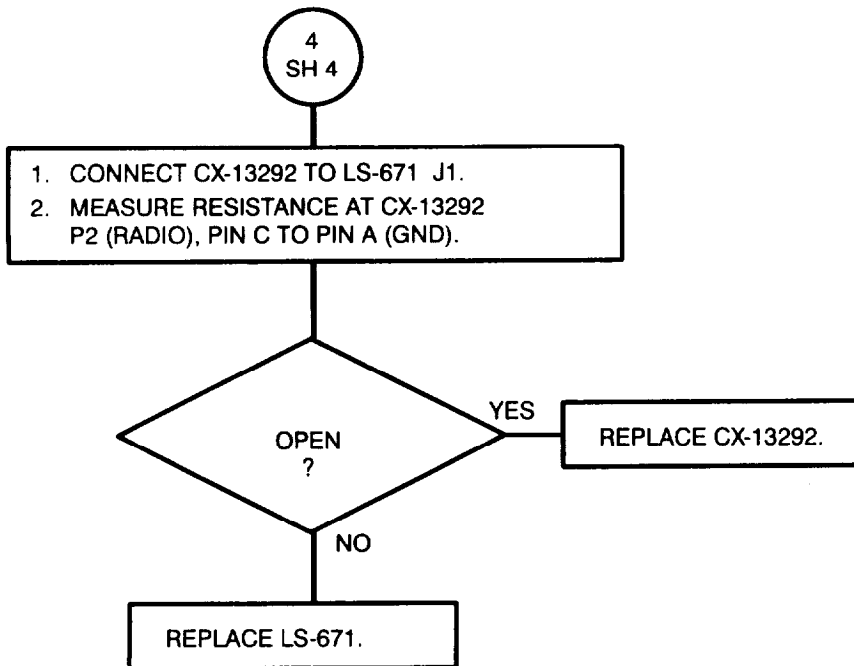 4
SH 4
1. CONNECT CX-13292 TO LS-671 J1.
2. MEASURE RESISTANCE AT CX-13292
P2 (RADIO), PIN C TO PIN A (GND).
OPEN
?
YES
REPLACE CX-13292.
NO
REPLACE LS-671.